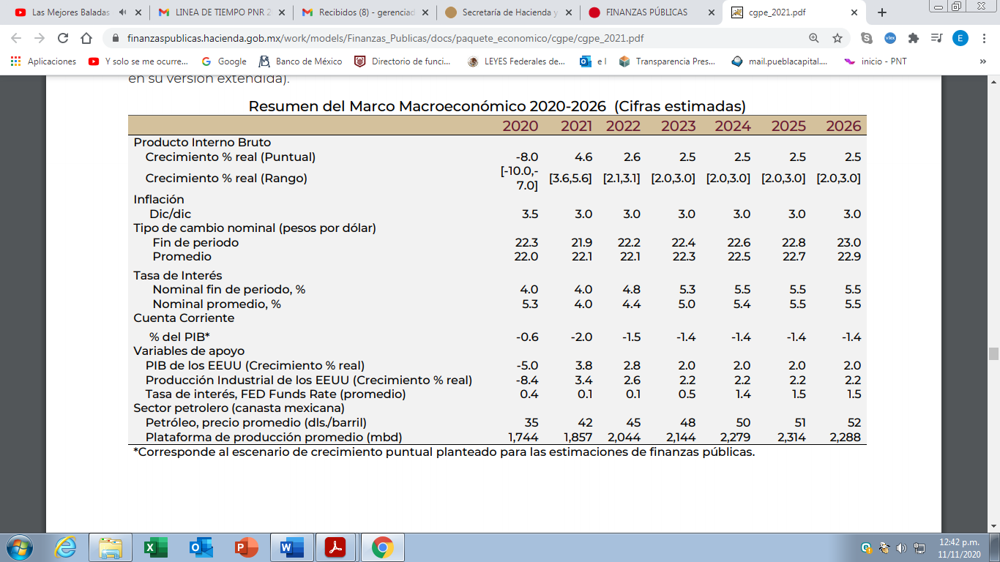 Las Mejores Baladas
LINEA DE TIEMPO PNR 2
Recibidos (8) - gerenciad
Secretaría de Hacienda y
FINANZAS PÚBLICAS
cgpe_2021.pdf
finanzaspublicas.hacienda.gob.mx/work/models/Finanzas_Publicas/docs/paquete_economico/cgpe/cgpe_2021.pdf
vlex
E
Aplicaciones
Y solo se me ocurre...
Google
Banco de México
Directorio de funci...
LEYES Federales de...
e l
Transparencia Pres...
mail.pueblacapital....
inicio - PNT
»
en su versión extendida).
Resumen del Marco Macroeconómico 2020-2026 (Cifras estimadas)
2020 2021 2022 2023 2024 2025 2026
Producto Interno Bruto
Crecimiento % real (Puntual) -8.0 4.6 2.6 2.5 2.5 2.5 2.5
Crecimiento % real (Rango) [-10.0,-7.0] [3.6,5.6] [2.1,3.1] [2.0,3.0] [2.0,3.0] [2.0,3.0] [2.0,3.0]
Inflación
Dic/dic 3.5 3.0 3.0 3.0 3.0 3.0 3.0
Tipo de cambio nominal (pesos por dólar)
Fin de periodo 22.3 21.9 22.2 22.4 22.6 22.8 23.0
Promedio 22.0 22.1 22.1 22.3 22.5 22.7 22.9
Tasa de Interés
Nominal fin de periodo, % 4.0 4.0 4.8 5.3 5.5 5.5 5.5
Nominal promedio, % 5.3 4.0 4.4 5.0 5.4 5.5 5.5
Cuenta Corriente
% del PIB* -0.6 -2.0 -1.5 -1.4 -1.4 -1.4 -1.4
Variables de apoyo
PIB de los EEUU (Crecimiento % real) -5.0 3.8 2.8 2.0 2.0 2.0 2.0
Producción Industrial de los EEUU (Crecimiento % real) -8.4 3.4 2.6 2.2 2.2 2.2 2.2
Tasa de interés, FED Funds Rate (promedio) 0.4 0.1 0.1 0.5 1.4 1.5 1.5
Sector petrolero (canasta mexicana)
Petróleo, precio promedio (dls./barril) 35 42 45 48 50 51 52
Plataforma de producción promedio (mbd) 1,744 1,857 2,044 2,144 2,279 2,314 2,288
*Corresponde al escenario de crecimiento puntual planteado para las estimaciones de finanzas públicas.
12:42 p.m.
11/11/2020